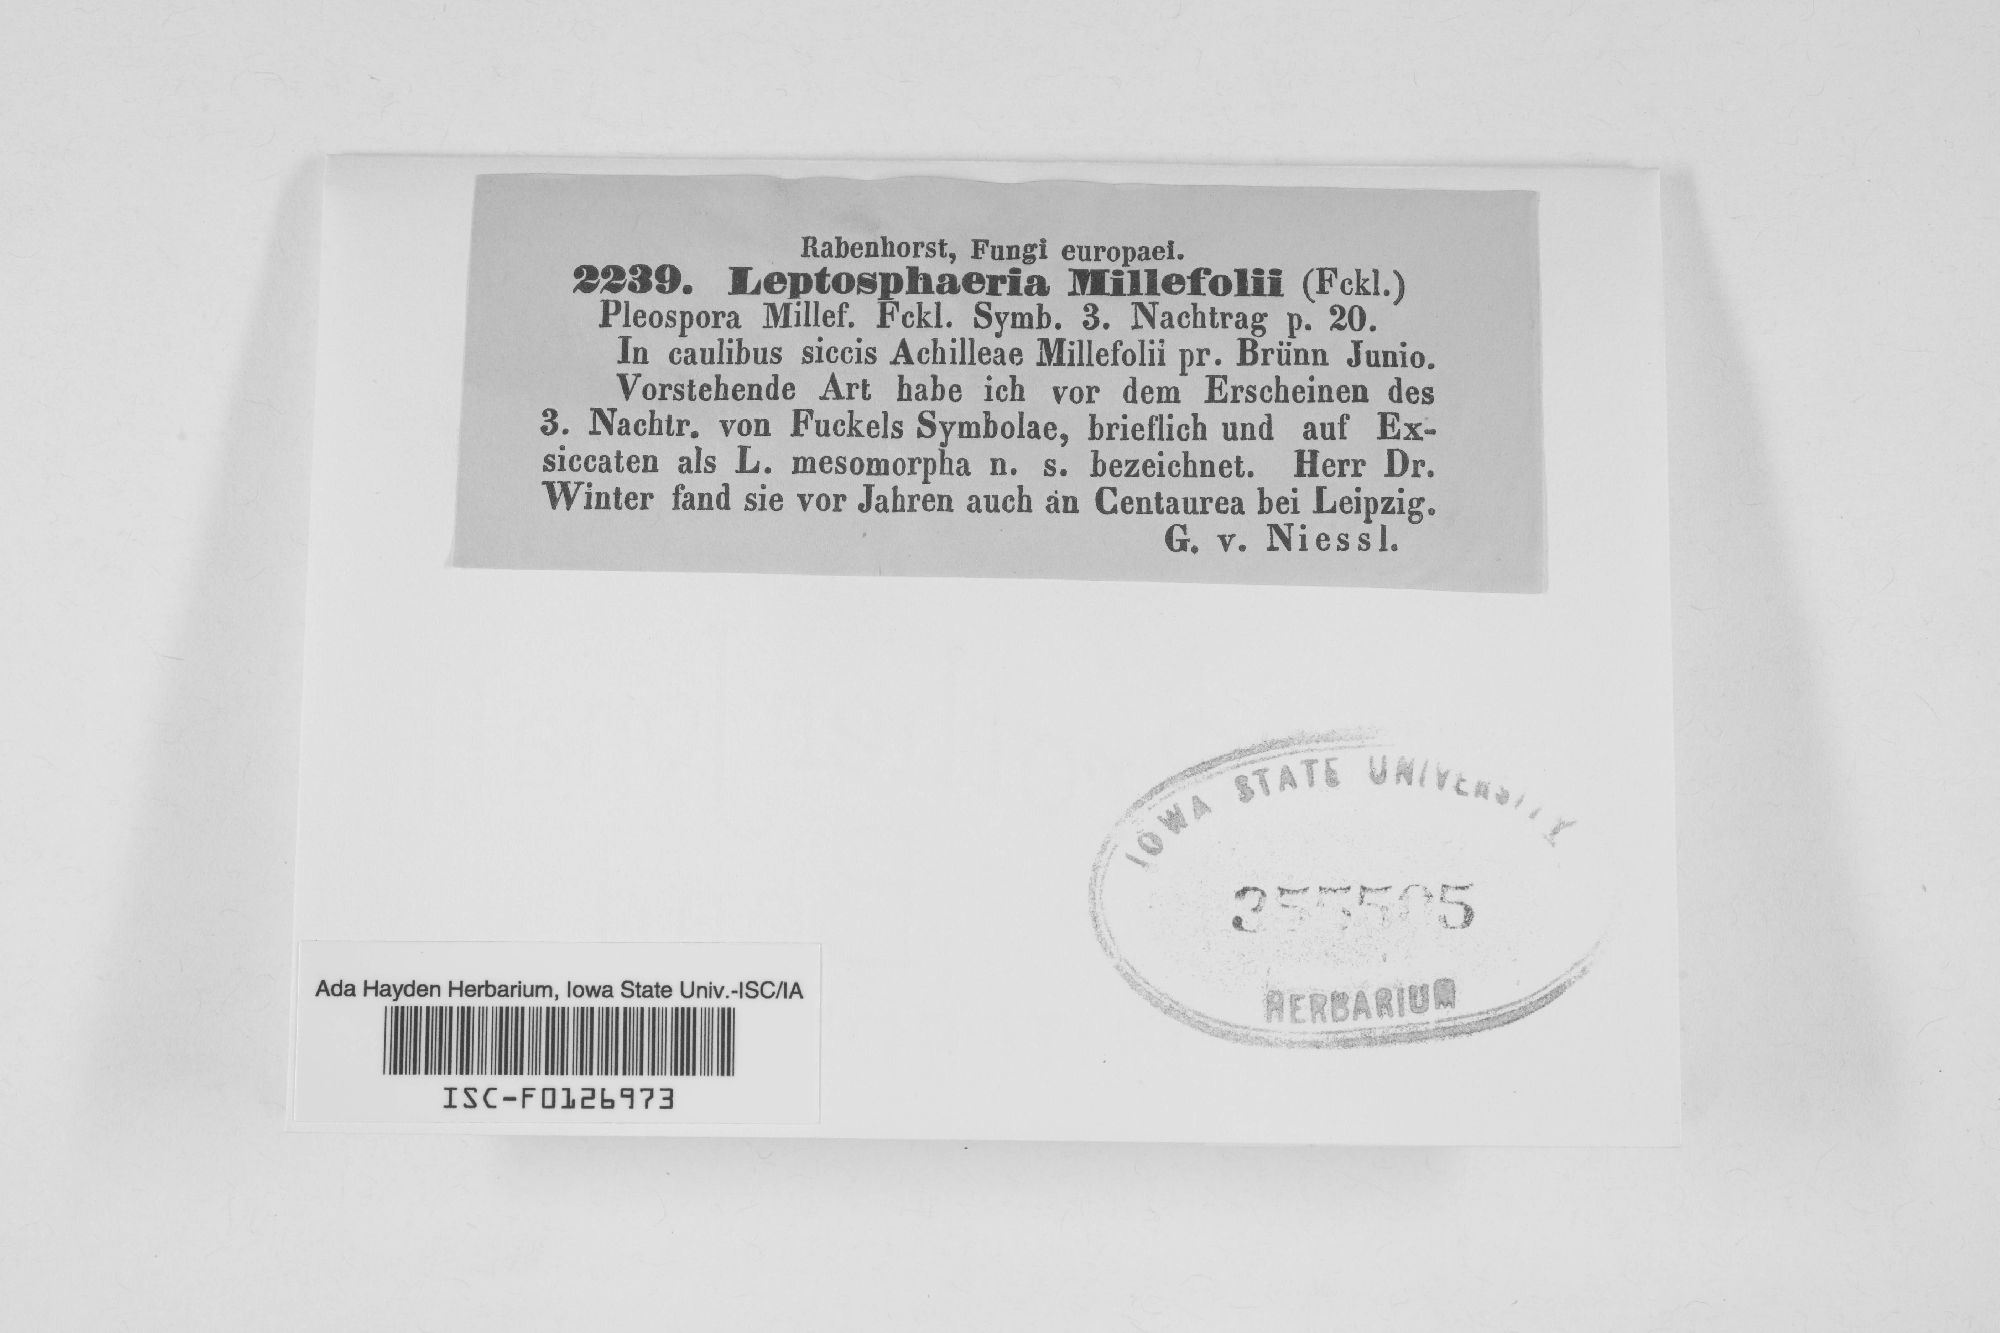 Rabenhorst, Fungi europaei.
2239. Leptosphaeria Millefolii (Fckl.)
Pleospora Millef. Fckl. Symb. 3. Nachtrag p. 20.
In caulibus siccis Achilleae Millefolii pr. Brünn Junio.
Vorstehende Art habe ich vor dem Erscheinen des
3. Nachtr. von Fuckels Symbolae, brieflich und auf Ex-
siccaten als L. mesomorpha n. s. bezeichnet. Herr Dr.
Winter fand sie vor Jahren auch an Centaurea bei Leipzig.
G. v. Niessl.
IOWA STATE UNIVERSITY
HERBARIUM
Ada Hayden Herbarium, Iowa State Univ.-ISC/IA
ISC-F0126973